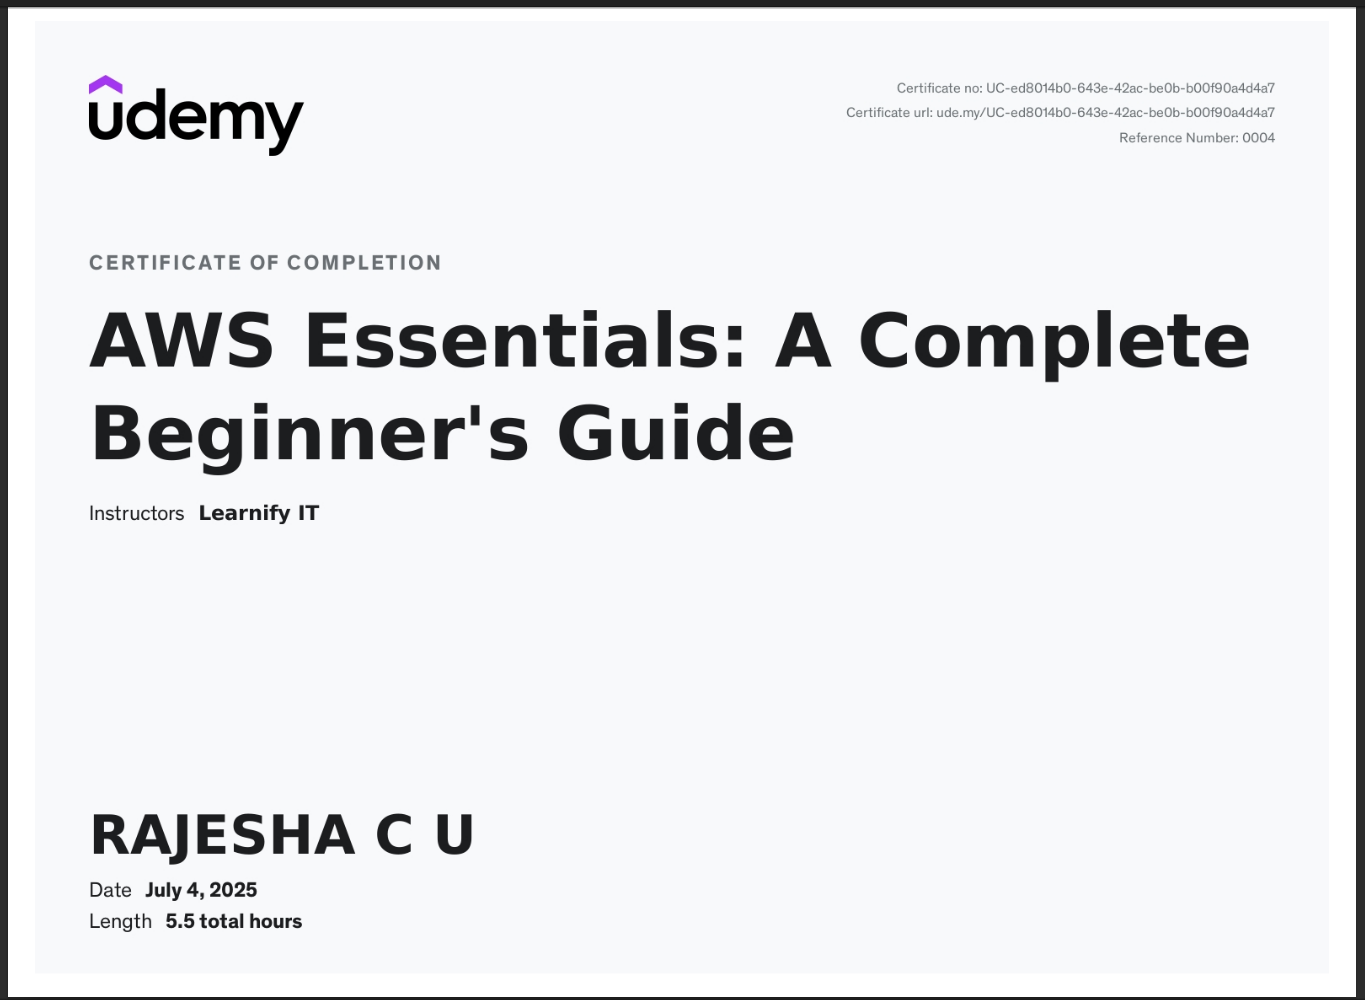 udemy
Certificate no: UC-ed8014b0-643e-42ac-be0b-b00f90a4d4a7
Certificate url: ude.my/UC-ed8014b0-643e-42ac-be0b-b00f90a4d4a7
Reference Number: 0004
CERTIFICATE OF COMPLETION
AWS Essentials: A Complete
Beginner's Guide
Instructors Learnify IT
RAJESHA C U
Date July 4, 2025
Length 5.5 total hours